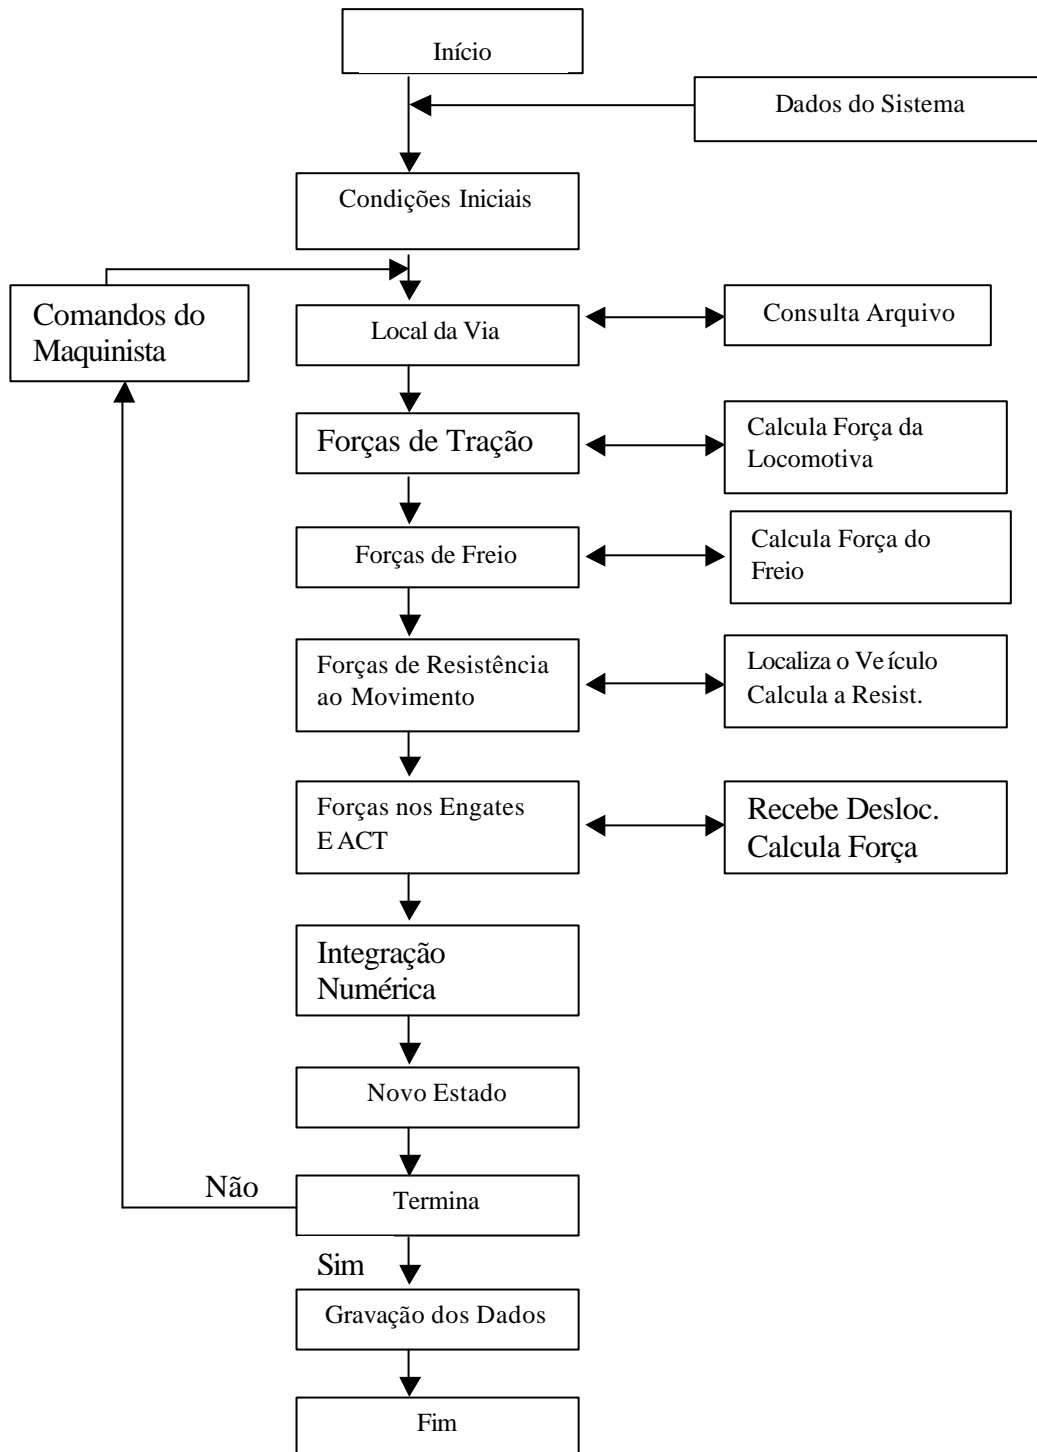 Início
Dados do Sistema
Condições Iniciais
Comandos do
Maquinista
Local da Via
Consulta Arquivo
Forças de Tração
Calcula Força da
Locomotiva
Forças de Freio
Calcula Força do
Freio
Forças de Resistência
ao Movimento
Localiza o Veículo
Calcula a Resist.
Forças nos Engates
E ACT
Recebe Desloc.
Calcula Força
Integração
Numérica
Novo Estado
Não
Termina
Sim
Gravação dos Dados
Fim